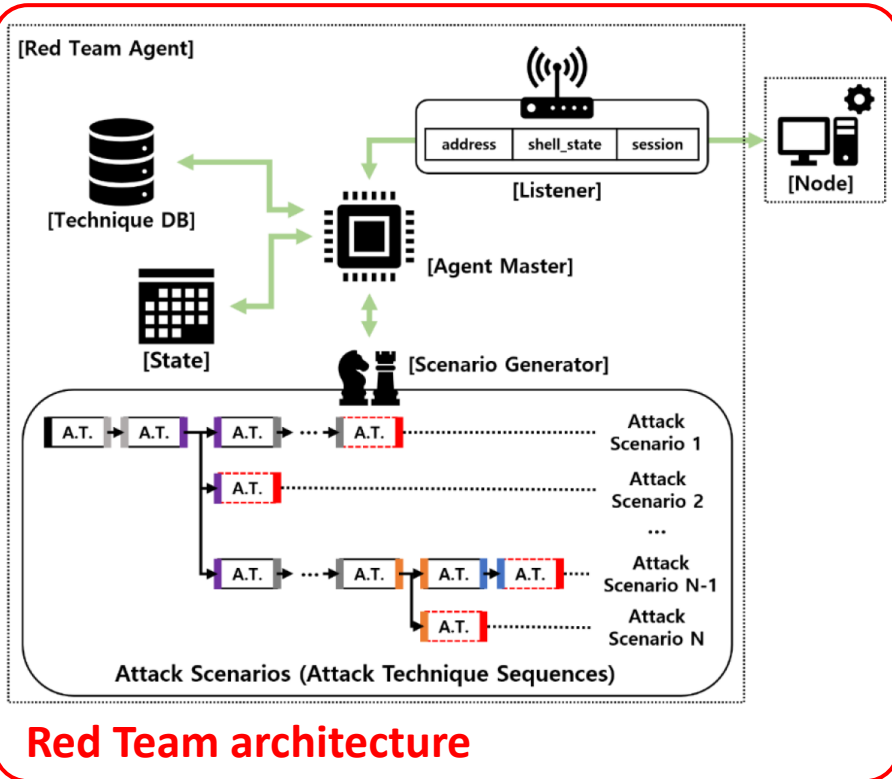 [Red Team Agent]
address shell_state session
[Listener]
[Node]
[Technique DB]
[Agent Master]
[State]
[Scenario Generator]
A.T. A.T. A.T. ... A.T. Attack
Scenario 1
A.T. Attack
Scenario 2
...
A.T. ... A.T. A.T. A.T. Attack
Scenario N-1
A.T. Attack
Scenario N
Attack Scenarios (Attack Technique Sequences)
Red Team architecture